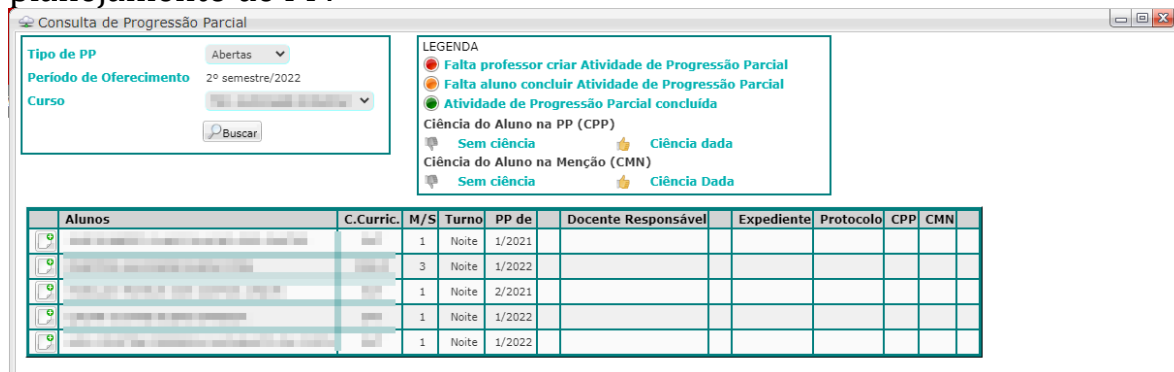 planejamento de PP.
Consulta de Progressão Parcial
Tipo de PP Abertas
Período de Oferecimento 2º semestre/2022
Curso
Buscar
LEGENDA
Falta professor criar Atividade de Progressão Parcial
Falta aluno concluir Atividade de Progressão Parcial
Atividade de Progressão Parcial concluída
Ciência do Aluno na PP (CPP)
Sem ciência Ciência dada
Ciência do Aluno na Menção (CMN)
Sem ciência Ciência Dada
Alunos C.Curric. M/S Turno PP de Docente Responsável Expediente Protocolo CPP CMN
1 Noite 1/2021
3 Noite 1/2022
1 Noite 2/2021
1 Noite 1/2022
1 Noite 1/2022